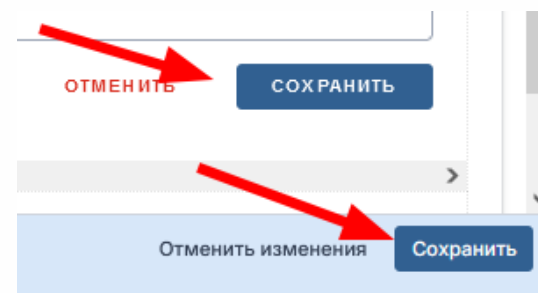 ОТМЕНИТЬ СОХРАНИТЬ
Отменить изменения Сохранить